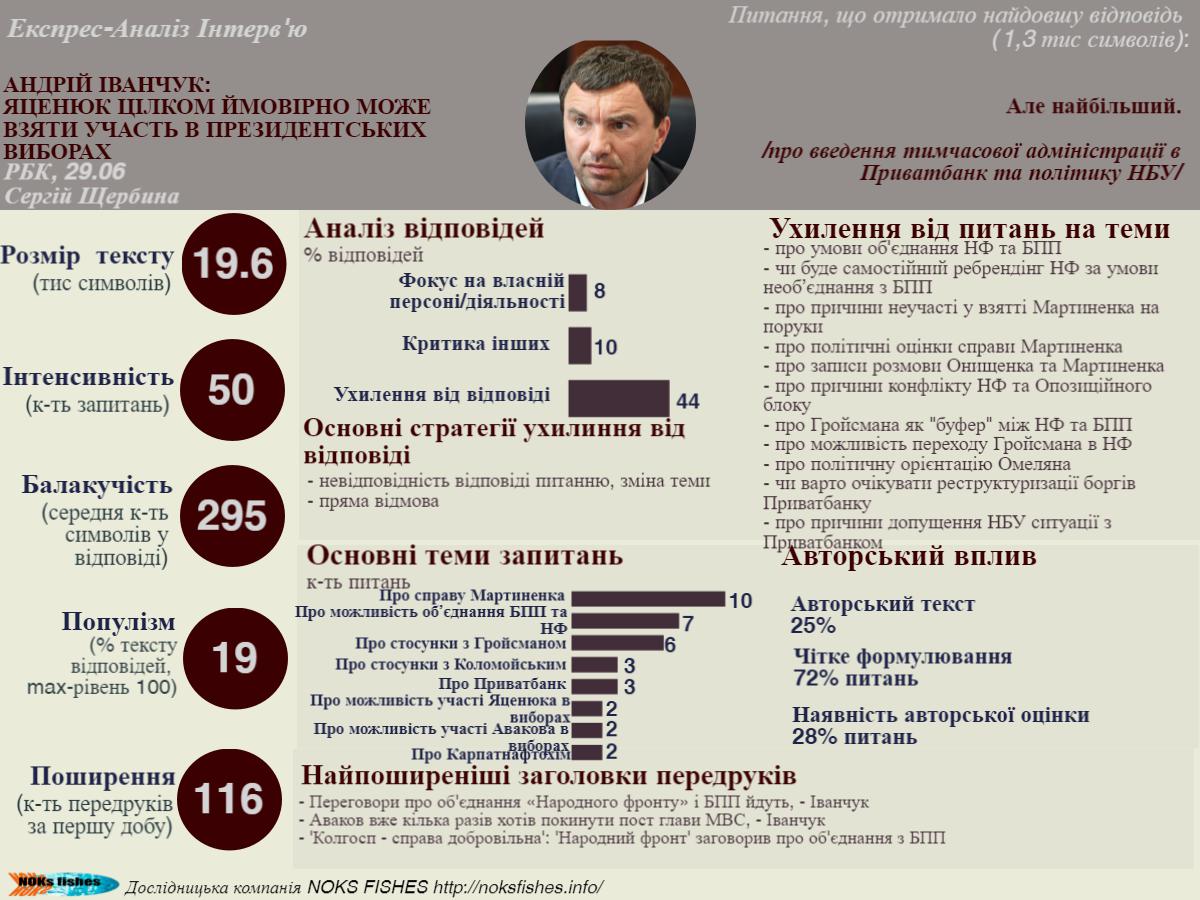 Експрес-Аналіз Інтерв'ю
Питання, що отримало найдовшу відповідь
(1,3 тис символів):
АНДРІЙ ІВАНЧУК:
ЯЦЕНЮК ЦІЛКОМ ЙМОВІРНО МОЖЕ
ВЗЯТИ УЧАСТЬ В ПРЕЗИДЕНТСЬКИХ
ВИБОРАХ
РБК, 29.06
Сергій Щербина
Але найбільший.
/про введення тимчасової адміністрації в
Приватбанк та політику НБУ/
Розмір тексту
(тис символів)
19.6
Інтенсивність
(к-ть запитань)
50
Балакучість
(середня к-ть
символів у
відповіді)
295
Популізм
(% тексту
відповідей,
max-рівень 100)
19
Поширення
(к-ть передруків
за першу добу)
116
Аналіз відповідей
% відповідей
Фокус на власній
персоні/діяльності
8
Критика інших
10
Ухилення від відповіді
44
Основні стратегії ухилиння від
відповіді
- невідповідність відповіді питанню, зміна теми
- пряма відмова
Ухилення від питань на теми
- про умови об'єднання НФ та БПП
- чи буде самостійний ребрендінг НФ за умови
необ’єднання з БПП
- про причини неучасті у взятті Мартиненка на
поруки
- про політичні оцінки справи Мартиненка
- про записи розмови Онищенка та Мартиненка
- про причини конфлікту НФ та Опозиційного
блоку
- про Гройсмана як "буфер" між НФ та БПП
- про можливість переходу Гройсмана в НФ
- про політичну орієнтацію Омеляна
- чи варто очікувати реструктуризації боргів
Приватбанку
- про причини допущення НБУ ситуації з
Приватбанком
Основні теми запитань
к-ть питань
Про справу Мартиненка
10
Про можливість об’єднання БПП та
НФ
7
Про стосунки з Гройсманом
6
Про стосунки з Коломойським
3
Про Приватбанк
3
Про можливість участі Яценюка в
виборах
2
Про можливість участі Авакова в
виборах
2
Про Карпатнафтохім
2
Авторський вплив
Авторський текст
25%
Чітке формулювання
72% питань
Наявність авторської оцінки
28% питань
Найпоширеніші заголовки передруків
- Переговори про об'єднання «Народного фронту» і БПП йдуть, - Іванчук
- Аваков вже кілька разів хотів покинути пост глави МВС, - Іванчук
- 'Колгосп - справа добровільна': 'Народний фронт' заговорив про об'єднання з БПП
NOKs fishes
Дослідницька компанія NOKS FISHES http://noksfishes.info/